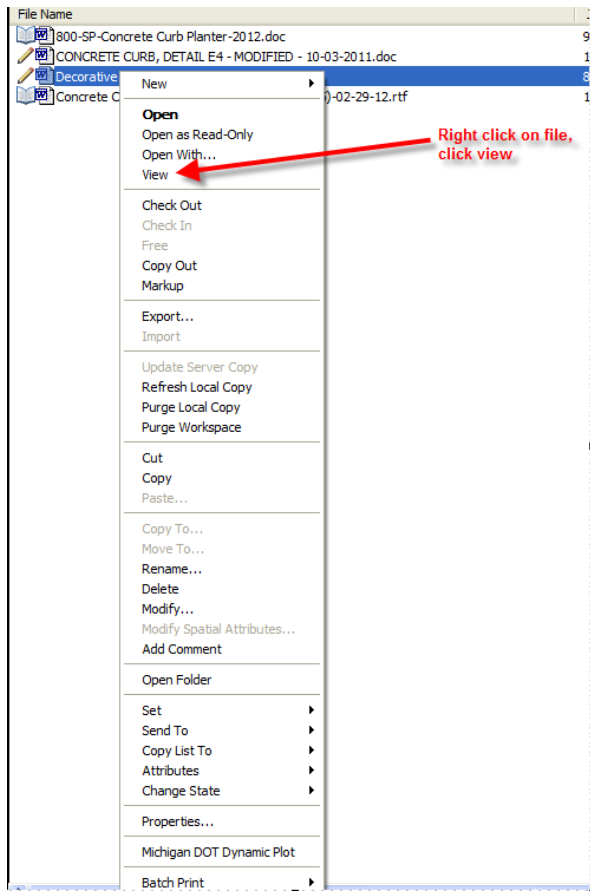 File Name
800-SP-Concrete Curb Planter-2012.doc
9
CONCRETE CURB, DETAIL E4 - MODIFIED - 10-03-2011.doc
1
Decorative
8
Concrete C
)-02-29-12.rtf
1
New
Open
Open as Read-Only
Open With...
View
Right click on file,
click view
Check Out
Check In
Free
Copy Out
Markup
Export...
Import
Update Server Copy
Refresh Local Copy
Purge Local Copy
Purge Workspace
Cut
Copy
Paste...
Copy To...
Move To...
Rename...
Delete
Modify...
Modify Spatial Attributes...
Add Comment
Open Folder
Set
Send To
Copy List To
Attributes
Change State
Properties...
Michigan DOT Dynamic Plot
Batch Print